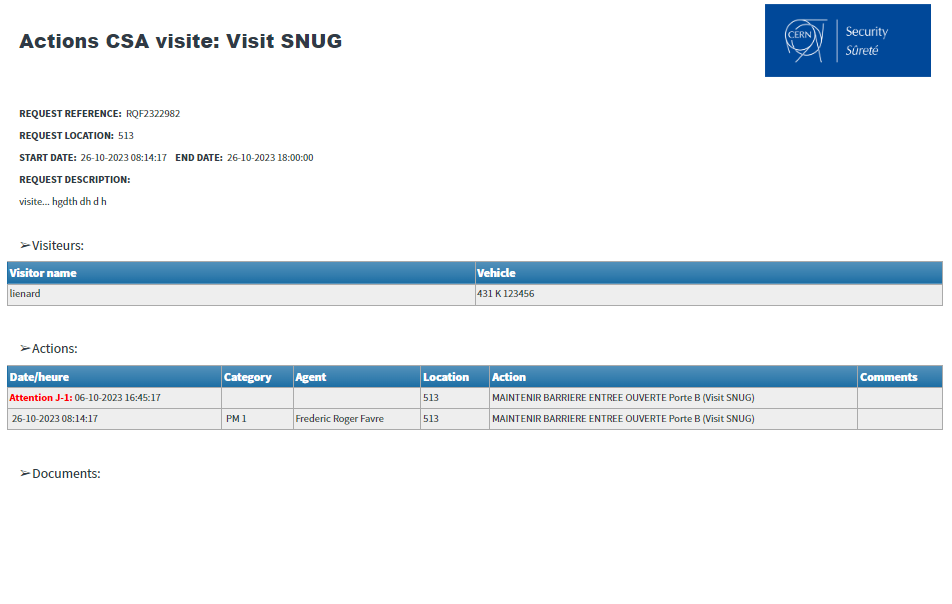 Actions CSA visite: Visit SNUG
CERN
Security
Sûreté
REQUEST REFERENCE: RQF2322982
REQUEST LOCATION: 513
START DATE: 26-10-2023 08:14:17 END DATE: 26-10-2023 18:00:00
REQUEST DESCRIPTION:
visite... hgdth dh d h
➢Visiteurs:
Visitor name Vehicle
lienard 431 K 123456
➢Actions:
Date/heure Category Agent Location Action Comments
Attention J-1: 06-10-2023 16:45:17 513 MAINTENIR BARRIERE ENTREE OUVERTE Porte B (Visit SNUG)
26-10-2023 08:14:17 PM 1 Frederic Roger Favre 513 MAINTENIR BARRIERE ENTREE OUVERTE Porte B (Visit SNUG)
➢Documents: